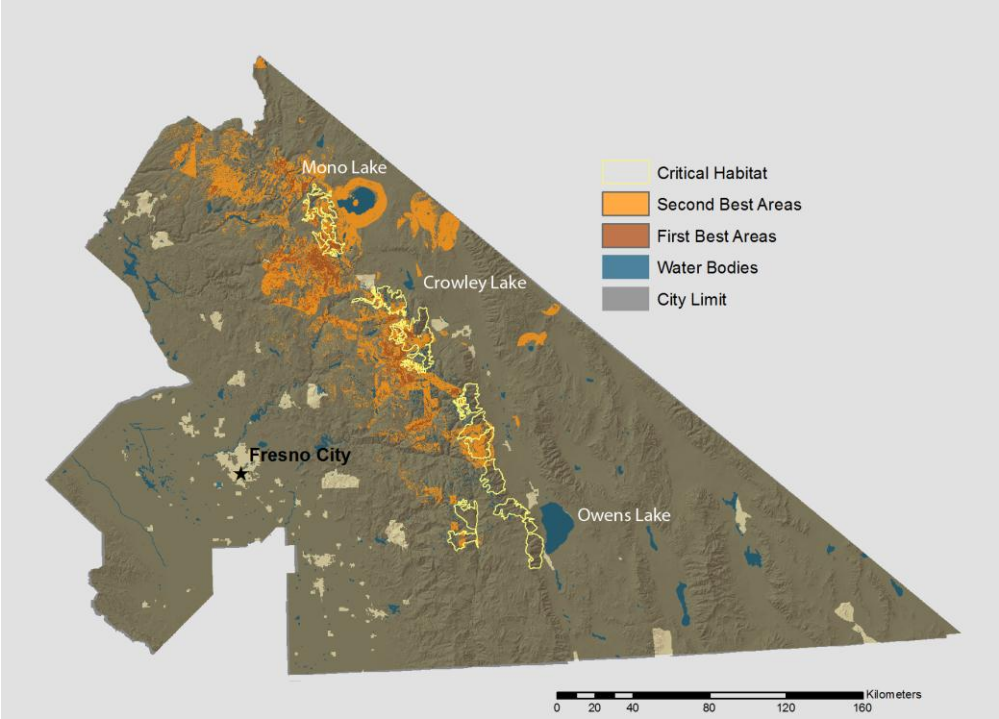 Mono Lake
Critical Habitat
Second Best Areas
First Best Areas
Water Bodies
City Limit
Crowley Lake
Fresno City
Owens Lake
Kilometers
0 20 40 80 120 160